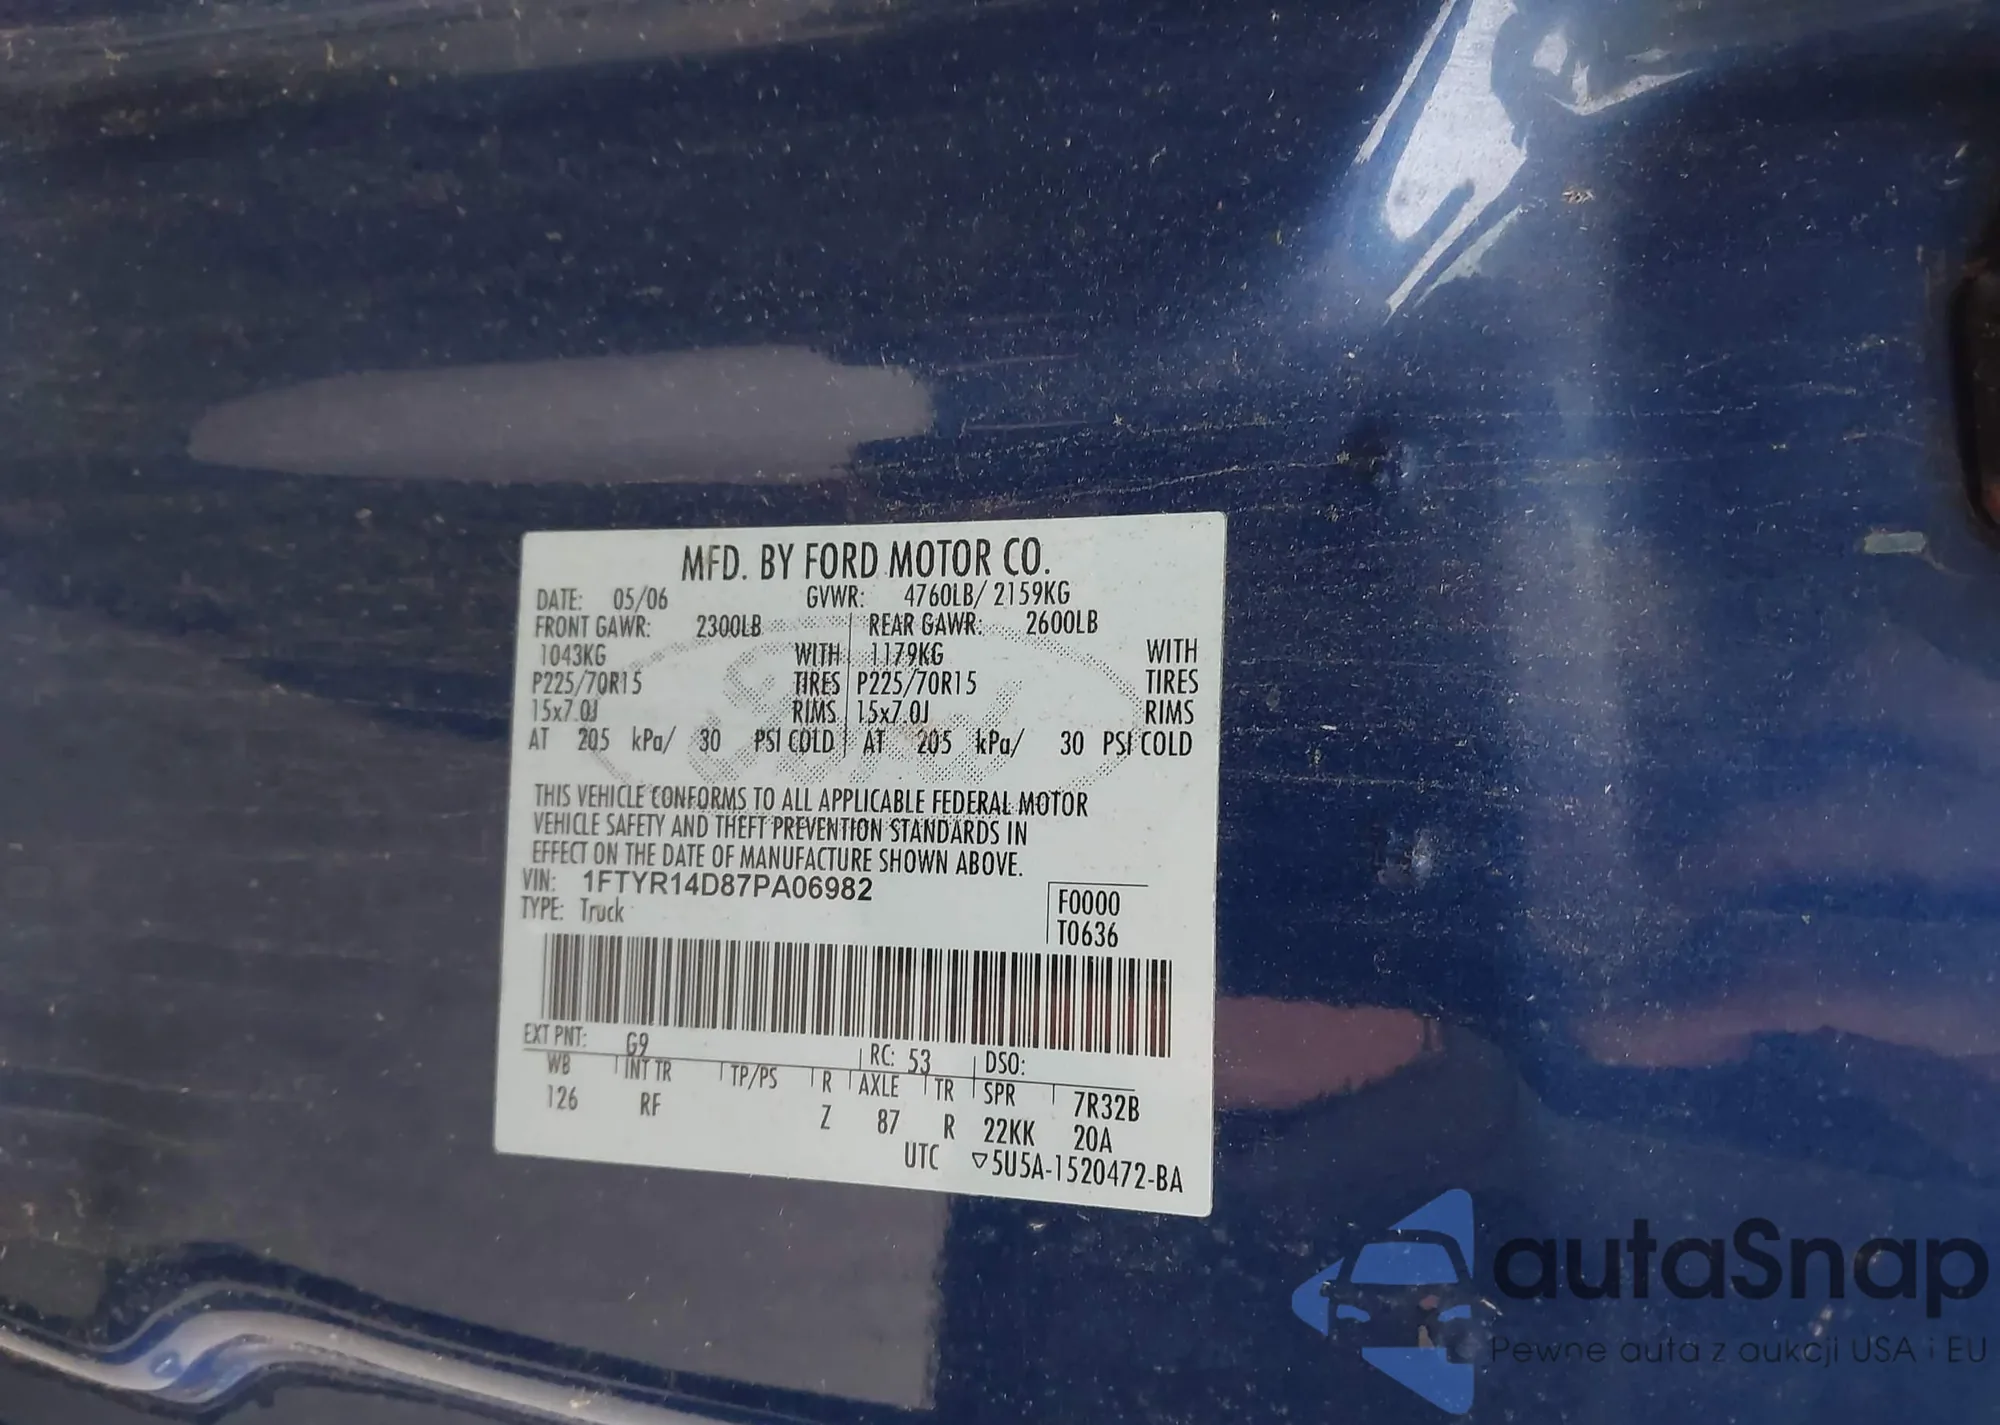 MFD. BY FORD MOTOR CO.
DATE: 05/06 GVWR: 4760LB/ 2159KG
FRONT GAWR: 2300LB REAR GAWR: 2600LB
1043KG WITH 1179KG WITH
P225/70R15 TIRES P225/70R15 TIRES
15x7.0J RIMS 15x7.0J RIMS
AT 205 kPa/ 30 PSI COLD AT 205 kPa/ 30 PSI COLD
THIS VEHICLE CONFORMS TO ALL APPLICABLE FEDERAL MOTOR
VEHICLE SAFETY AND THEFT PREVENTION STANDARDS IN
EFFECT ON THE DATE OF MANUFACTURE SHOWN ABOVE.
VIN: 1FTYR14D87PA06982
F0000
TYPE: Truck
T0636
EXT PNT: G9 RC: 53 DSO:
WB INT TR TP/PS R AXLE TR SPR 7R32B
126 RF Z 87 R 22KK 20A
UTC ▽5U5A-1520472-BA
autaSnap
Pewne auta z aukcji USA i EU